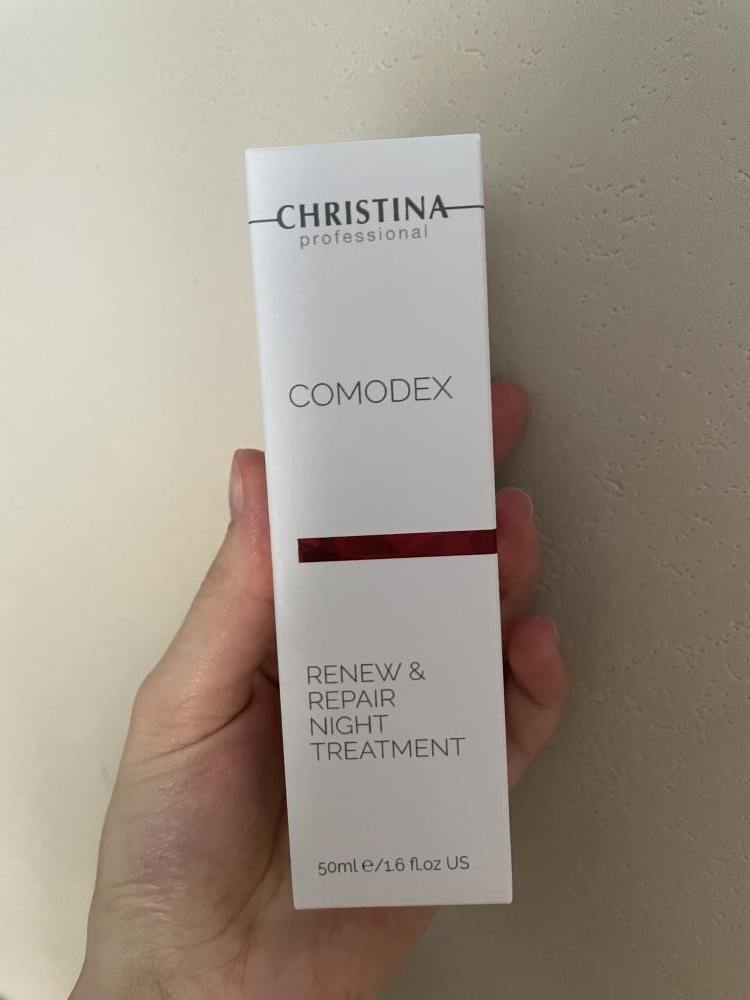 CHRISTINA
professional
COMODEX
RENEW &
REPAIR
NIGHT
TREATMENT
50ml e/1.6 fl.oz US